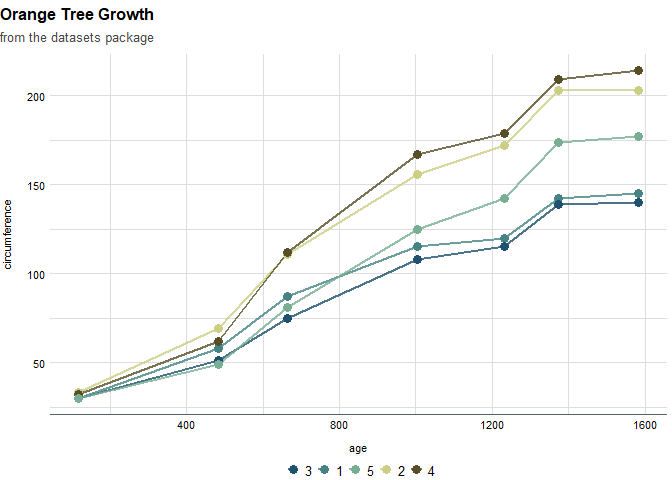 Orange Tree Growth
from the datasets package
circumference
200
150
100
50
400 800 1200 1600
age
3 1 5 2 4